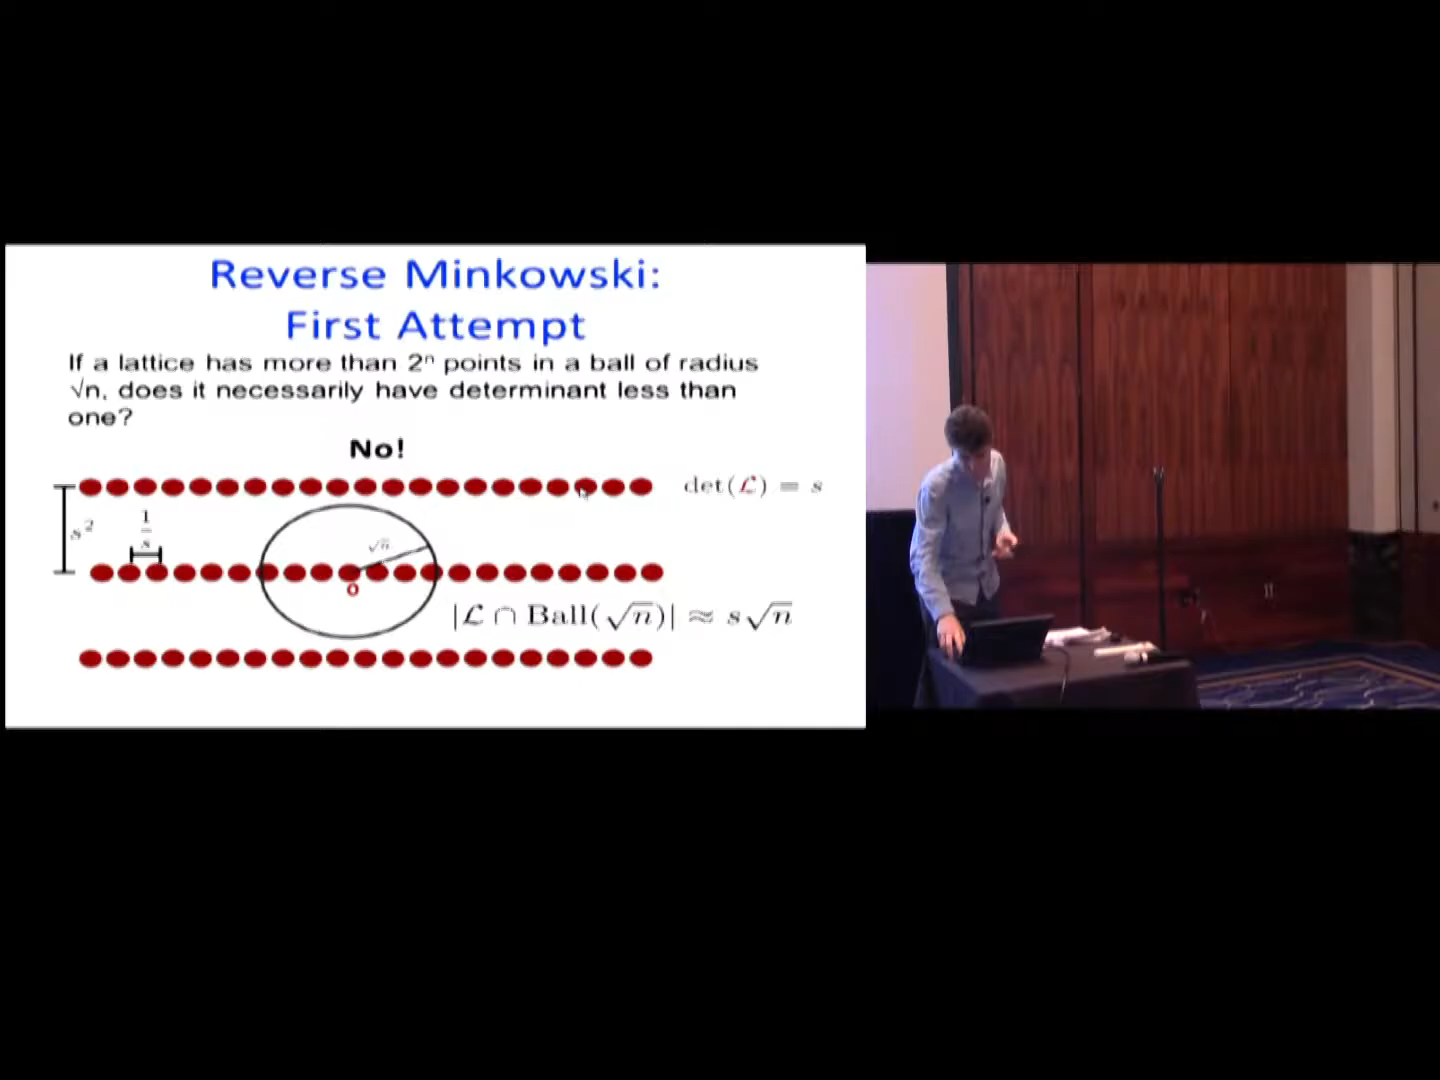 Reverse Minkowski:
First Attempt
If a lattice has more than 2ⁿ points in a ball of radius
√n, does it necessarily have determinant less than
one?
No!
det(ℒ) = s
s²
1/s
√n
0
|ℒ ∩ Ball(√n)| ≈ s√n